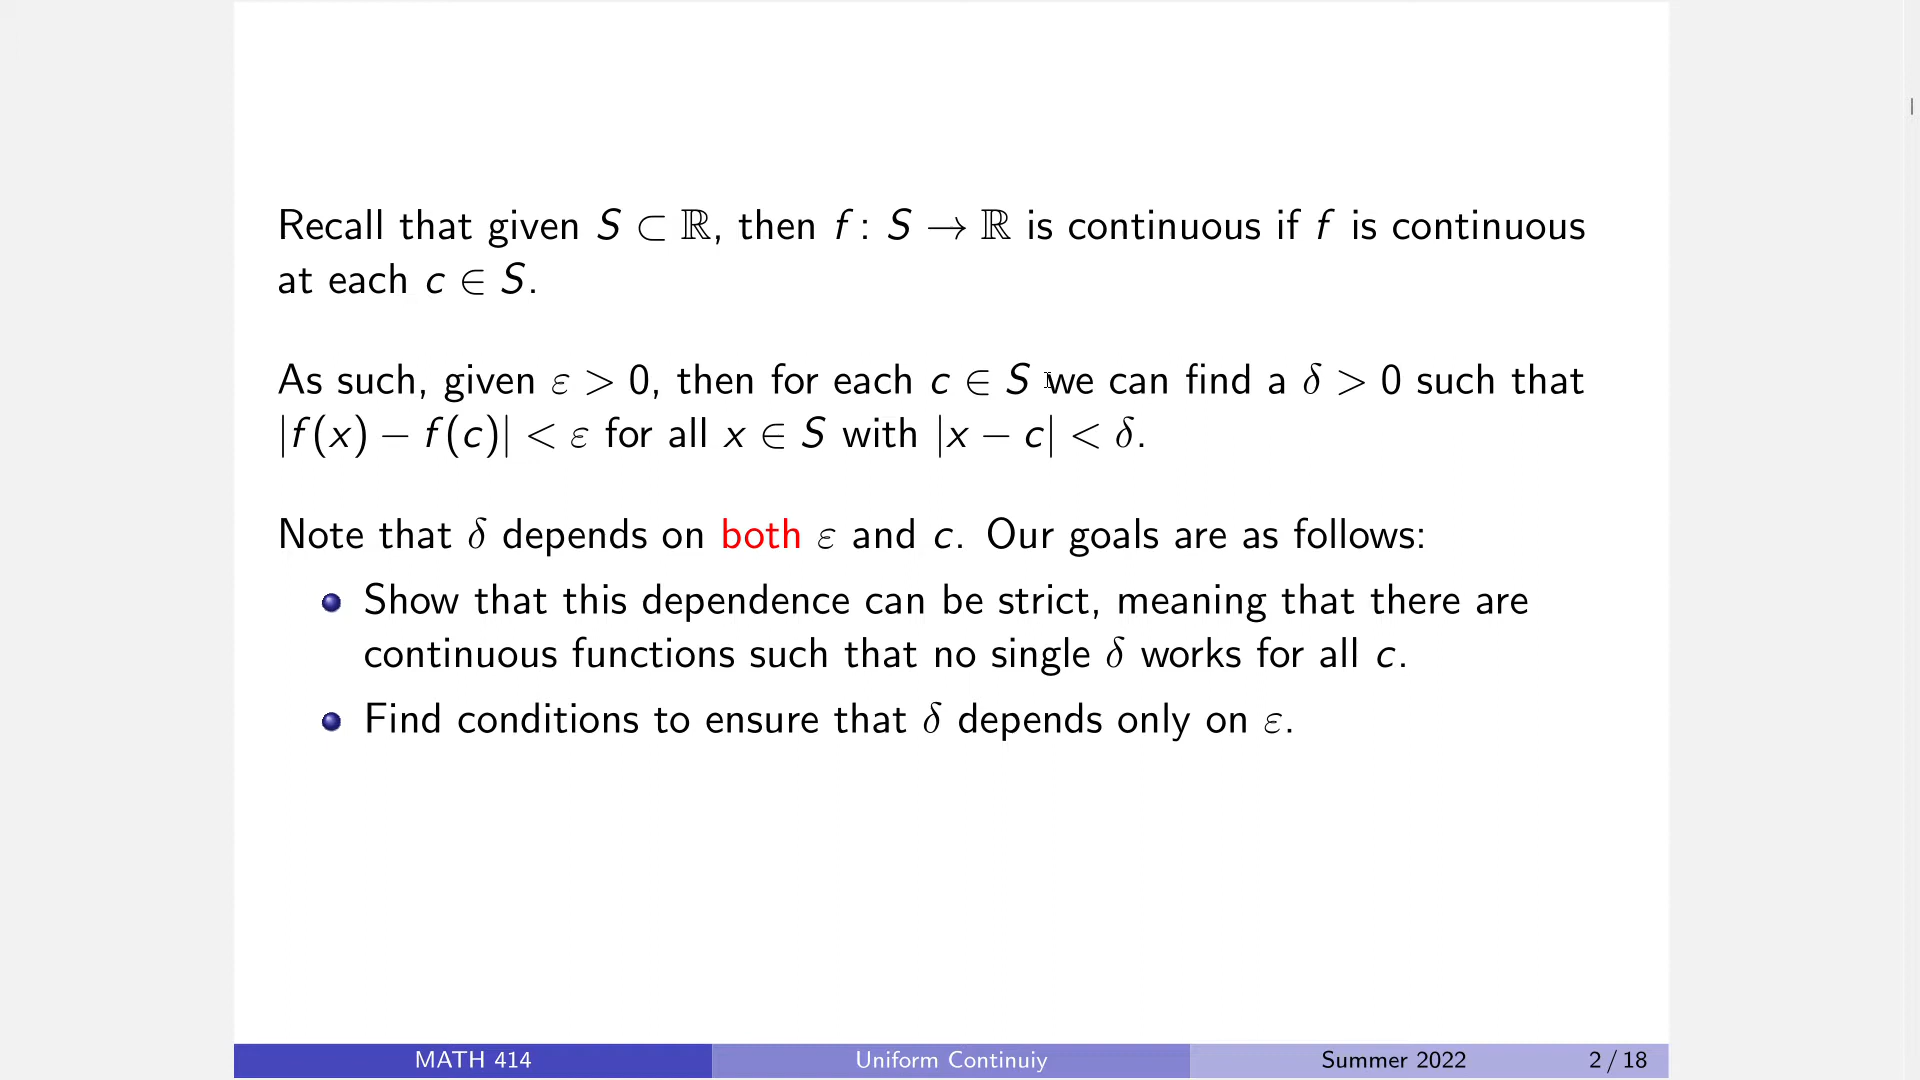 Recall that given S ⊂ ℝ, then f : S → ℝ is continuous if f is continuous
at each c ∈ S.
As such, given ε > 0, then for each c ∈ S we can find a δ > 0 such that
|f(x) − f(c)| < ε for all x ∈ S with |x − c| < δ.
Note that δ depends on both ε and c. Our goals are as follows:
Show that this dependence can be strict, meaning that there are
continuous functions such that no single δ works for all c.
Find conditions to ensure that δ depends only on ε.
MATH 414 Uniform Continuiy Summer 2022 2 / 18